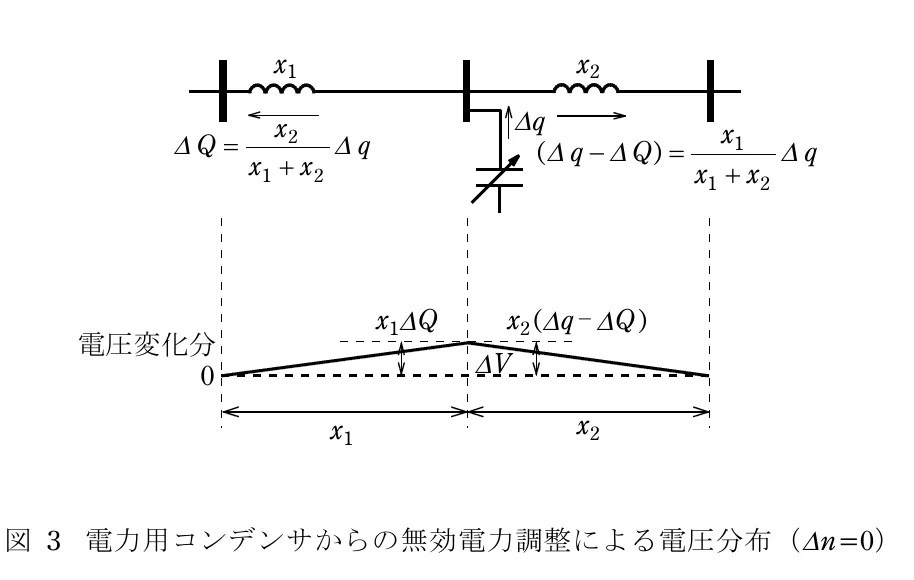 x₁ x₂
Δq
ΔQ = x₂/(x₁ + x₂) Δq
(Δq − ΔQ) = x₁/(x₁ + x₂) Δq
x₁ΔQ x₂(Δq − ΔQ)
電圧変化分
ΔV
0
x₁ x₂
図 3 電力用コンデンサからの無効電力調整による電圧分布（Δn=0）